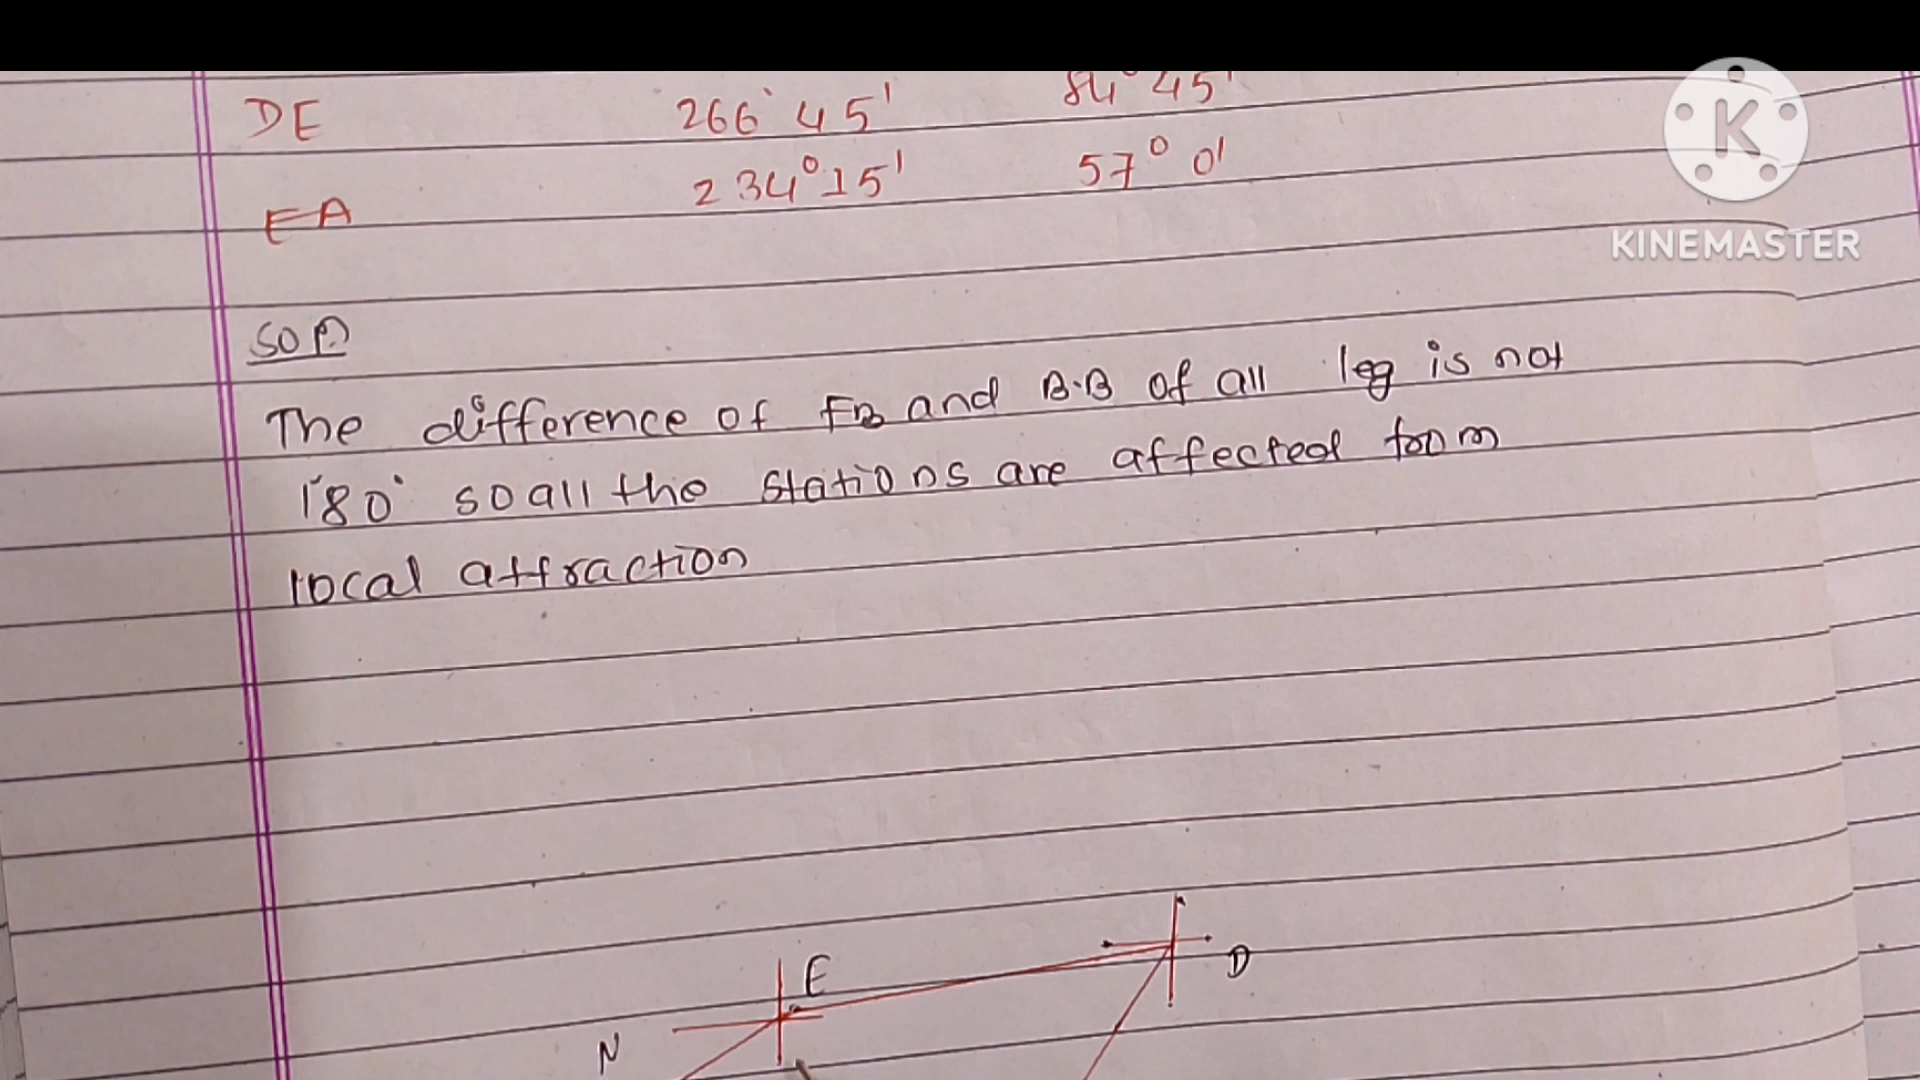 DE 266° 45' 84° 45'
EA 234° 15' 57° 0'
K
KINEMASTER
Sol
The difference of FB and B.B of all leg is not
180° so all the stations are affected form
local attraction
E
D
N